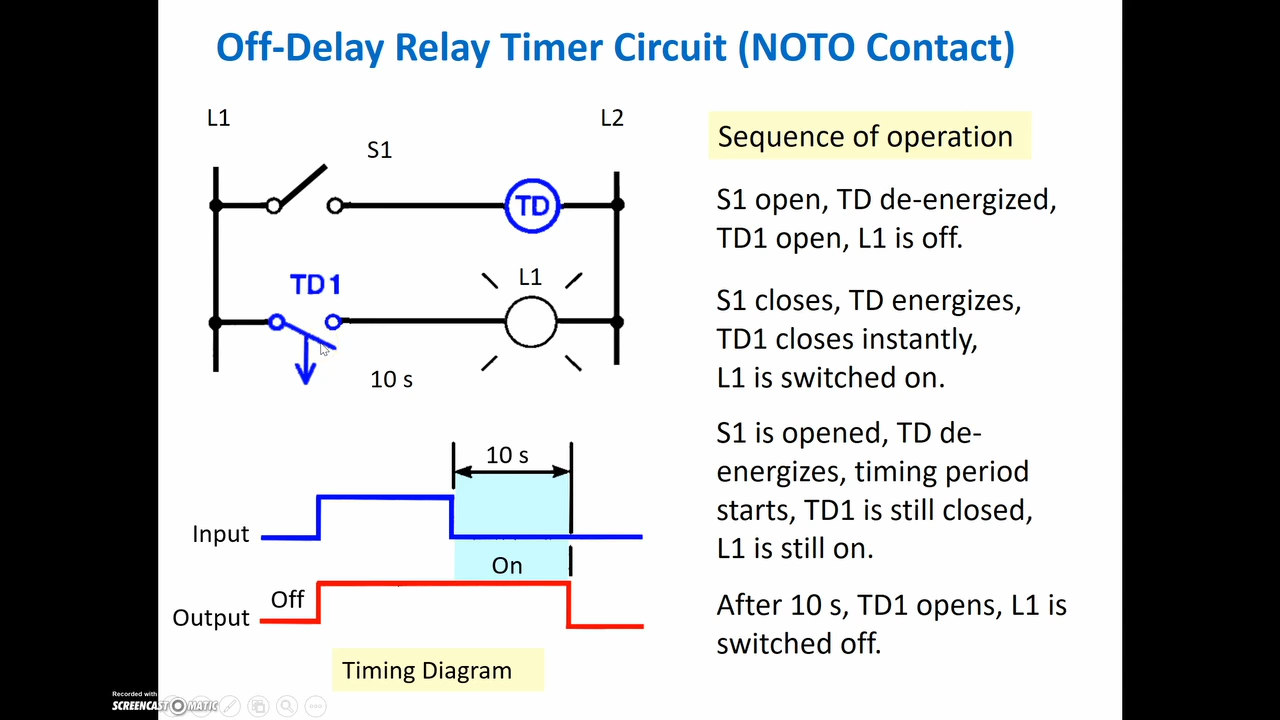 Off-Delay Relay Timer Circuit (NOTO Contact)
L1
L2
S1
TD
TD1
L1
10 s
10 s
Input
On
Off
Output
Timing Diagram
Sequence of operation
S1 open, TD de-energized,
TD1 open, L1 is off.
S1 closes, TD energizes,
TD1 closes instantly,
L1 is switched on.
S1 is opened, TD de-
energizes, timing period
starts, TD1 is still closed,
L1 is still on.
After 10 s, TD1 opens, L1 is
switched off.
Recorded with
SCREENCAST-O-MATIC